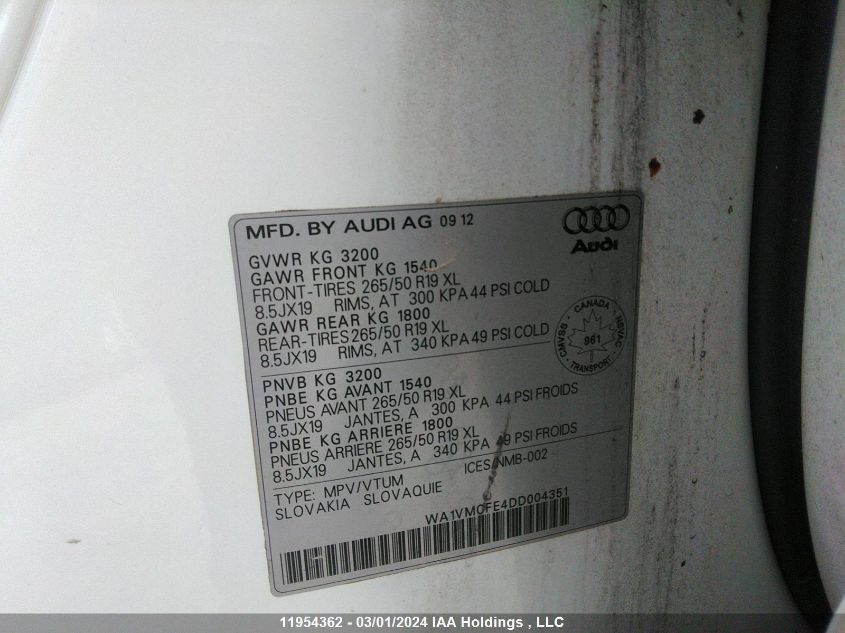 MFD. BY AUDI AG 09 12
Audi
GVWR KG 3200
GAWR FRONT KG 1540
FRONT-TIRES 265/50 R19 XL
8.5JX19 RIMS, AT 300 KPA 44 PSI COLD
GAWR REAR KG 1800
REAR-TIRES 265/50 R19 XL
8.5JX19 RIMS, AT 340 KPA 49 PSI COLD
CANADA
CMVSS
NSVAC
961
TRANSPORT
PNVB KG 3200
PNBE KG AVANT 1540
PNEUS AVANT 265/50 R19 XL
8.5JX19 JANTES, A 300 KPA 44 PSI FROIDS
PNBE KG ARRIERE 1800
PNEUS ARRIERE 265/50 R19 XL
8.5JX19 JANTES, A 340 KPA 49 PSI FROIDS
TYPE: MPV/VTUM ICES/NMB-002
SLOVAKIA SLOVAQUIE
WA1VMCFE4DD004351
11954362 - 03/01/2024 IAA Holdings , LLC